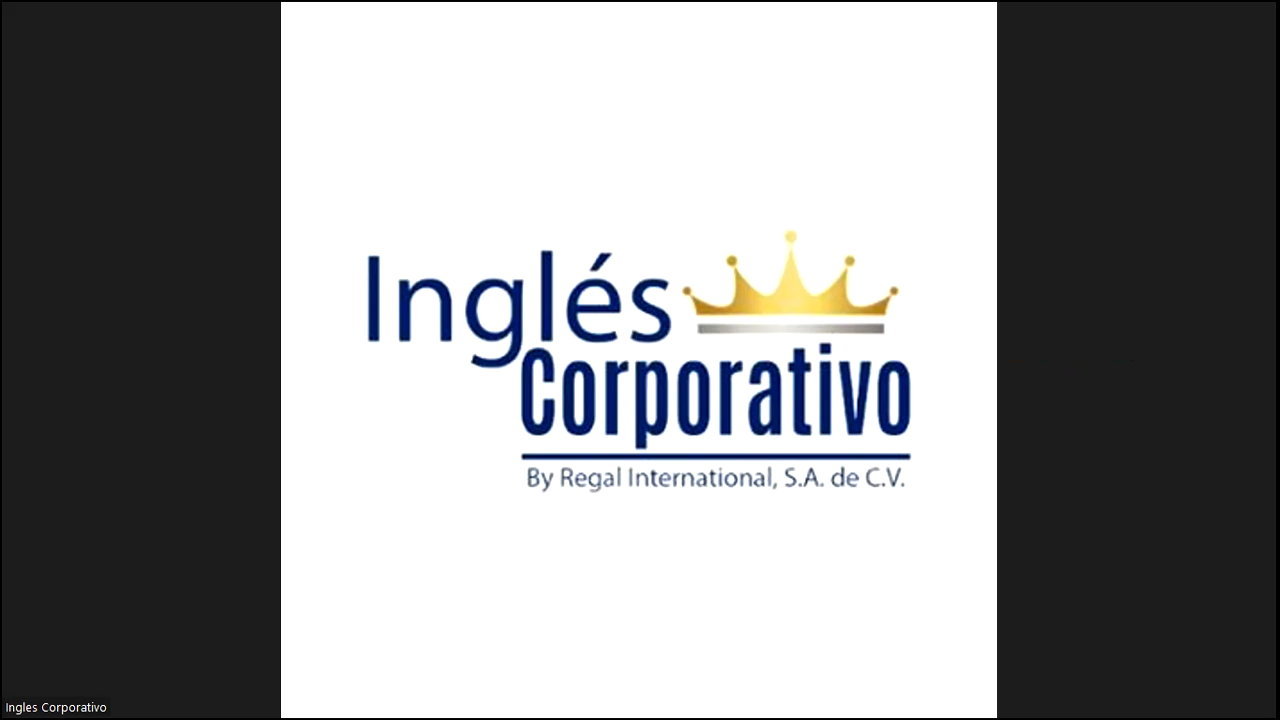 Inglés
Corporativo
By Regal International, S.A. de C.V.
Ingles Corporativo